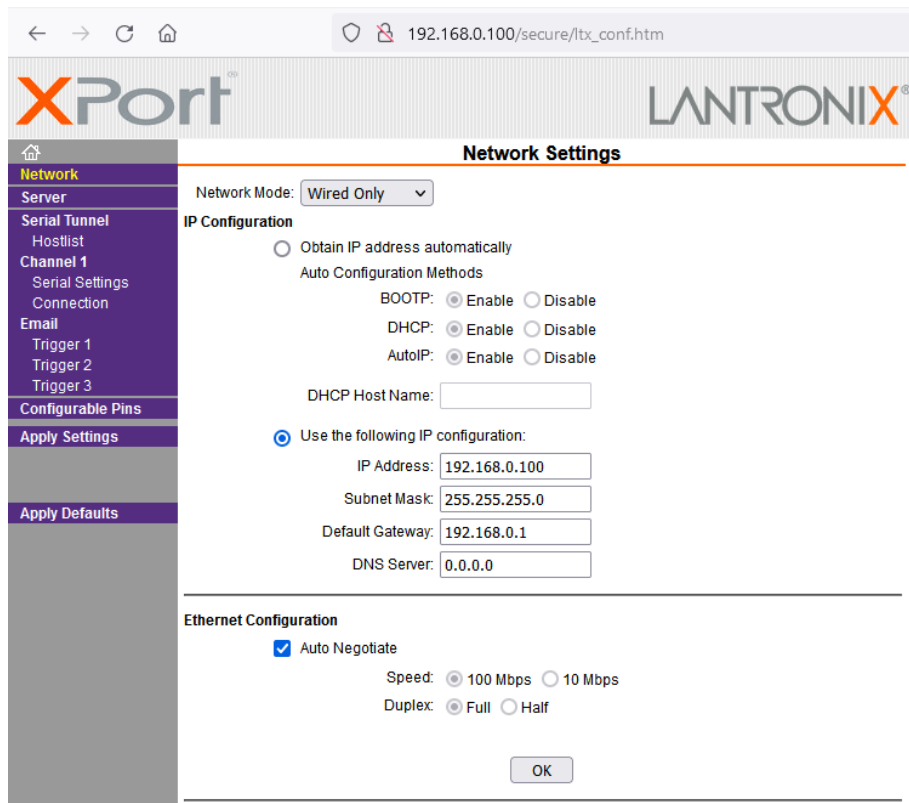 192.168.0.100/secure/ltx_conf.htm
XPort®
LANTRONIX®
Network
Server
Serial Tunnel
Hostlist
Channel 1
Serial Settings
Connection
Email
Trigger 1
Trigger 2
Trigger 3
Configurable Pins
Apply Settings
Apply Defaults
Network Settings
Network Mode: Wired Only
IP Configuration
Obtain IP address automatically
Auto Configuration Methods
BOOTP: Enable Disable
DHCP: Enable Disable
AutoIP: Enable Disable
DHCP Host Name:
Use the following IP configuration:
IP Address: 192.168.0.100
Subnet Mask: 255.255.255.0
Default Gateway: 192.168.0.1
DNS Server: 0.0.0.0
Ethernet Configuration
Auto Negotiate
Speed: 100 Mbps 10 Mbps
Duplex: Full Half
OK